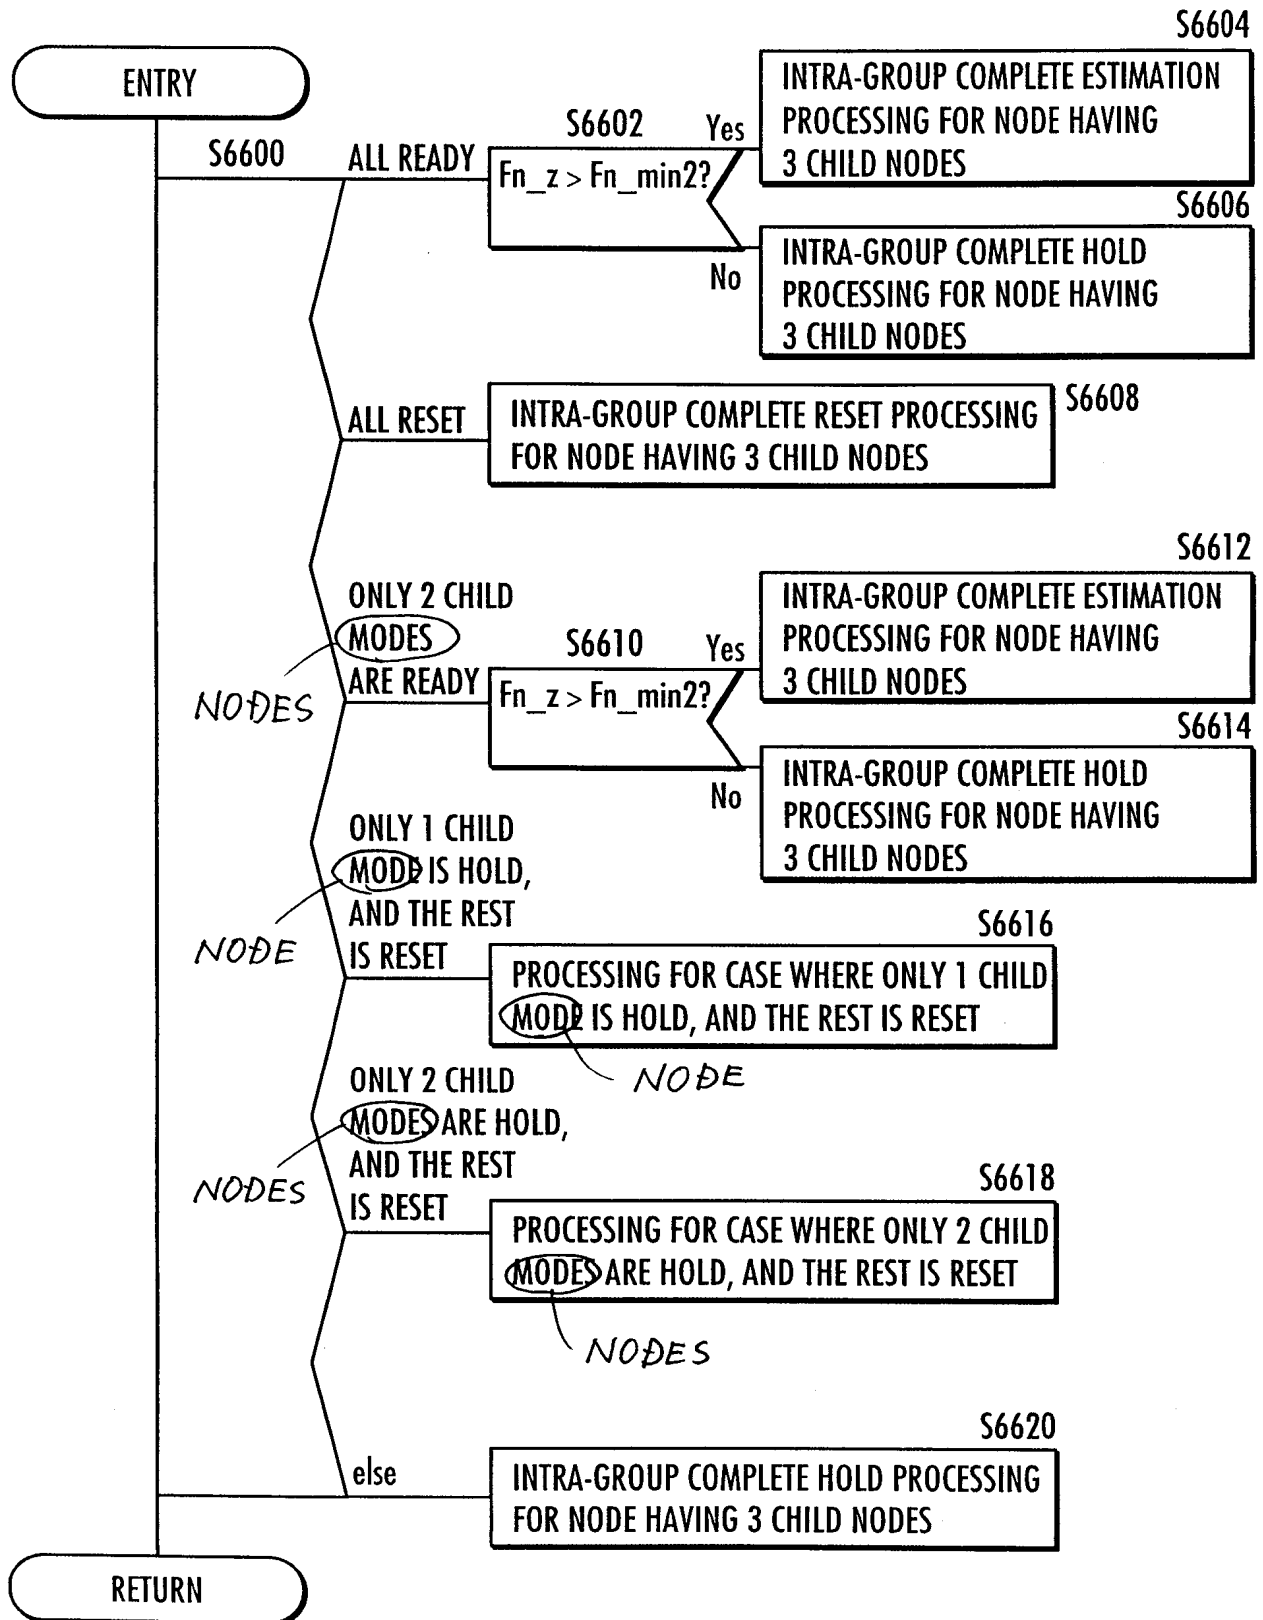 S6604
ENTRY
INTRA-GROUP COMPLETE ESTIMATION
PROCESSING FOR NODE HAVING
3 CHILD NODES
S6600
ALL READY
S6602
Yes
Fn_z > Fn_min2?
No
S6606
INTRA-GROUP COMPLETE HOLD
PROCESSING FOR NODE HAVING
3 CHILD NODES
ALL RESET
INTRA-GROUP COMPLETE RESET PROCESSING
FOR NODE HAVING 3 CHILD NODES
S6608
ONLY 2 CHILD
MODES
ARE READY
NODES
S6610
Yes
Fn_z > Fn_min2?
No
S6612
INTRA-GROUP COMPLETE ESTIMATION
PROCESSING FOR NODE HAVING
3 CHILD NODES
S6614
INTRA-GROUP COMPLETE HOLD
PROCESSING FOR NODE HAVING
3 CHILD NODES
ONLY 1 CHILD
MODE IS HOLD,
AND THE REST
IS RESET
NODE
S6616
PROCESSING FOR CASE WHERE ONLY 1 CHILD
MODE IS HOLD, AND THE REST IS RESET
NODE
ONLY 2 CHILD
MODES ARE HOLD,
AND THE REST
IS RESET
NODES
S6618
PROCESSING FOR CASE WHERE ONLY 2 CHILD
MODES ARE HOLD, AND THE REST IS RESET
NODES
S6620
else
INTRA-GROUP COMPLETE HOLD PROCESSING
FOR NODE HAVING 3 CHILD NODES
RETURN